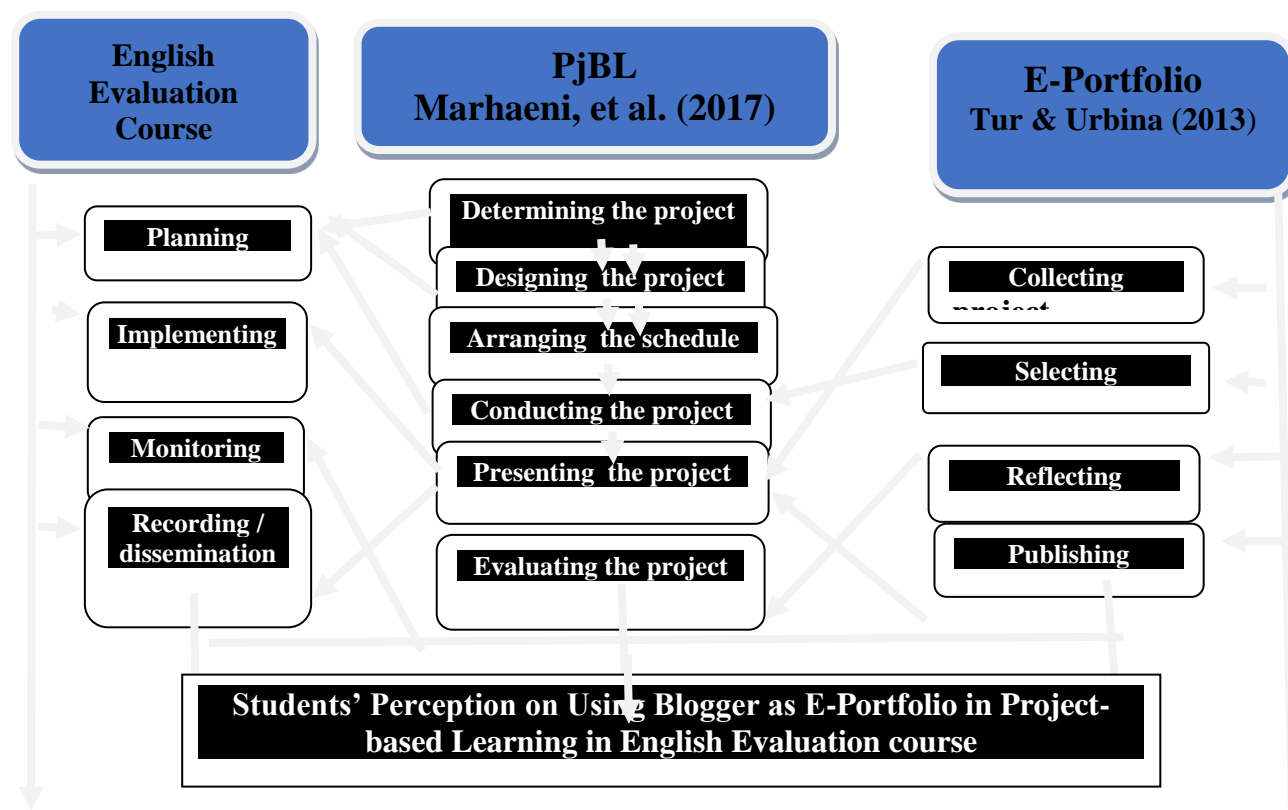 English
Evaluation
Course
PjBL
Marhaeni, et al. (2017)
E-Portfolio
Tur & Urbina (2013)
Planning
Implementing
Monitoring
Recording /
dissemination
Determining the project
Designing the project
Arranging the schedule
Conducting the project
Presenting the project
Evaluating the project
Collecting
project
Selecting
Reflecting
Publishing
Students’ Perception on Using Blogger as E-Portfolio in Project-
based Learning in English Evaluation course